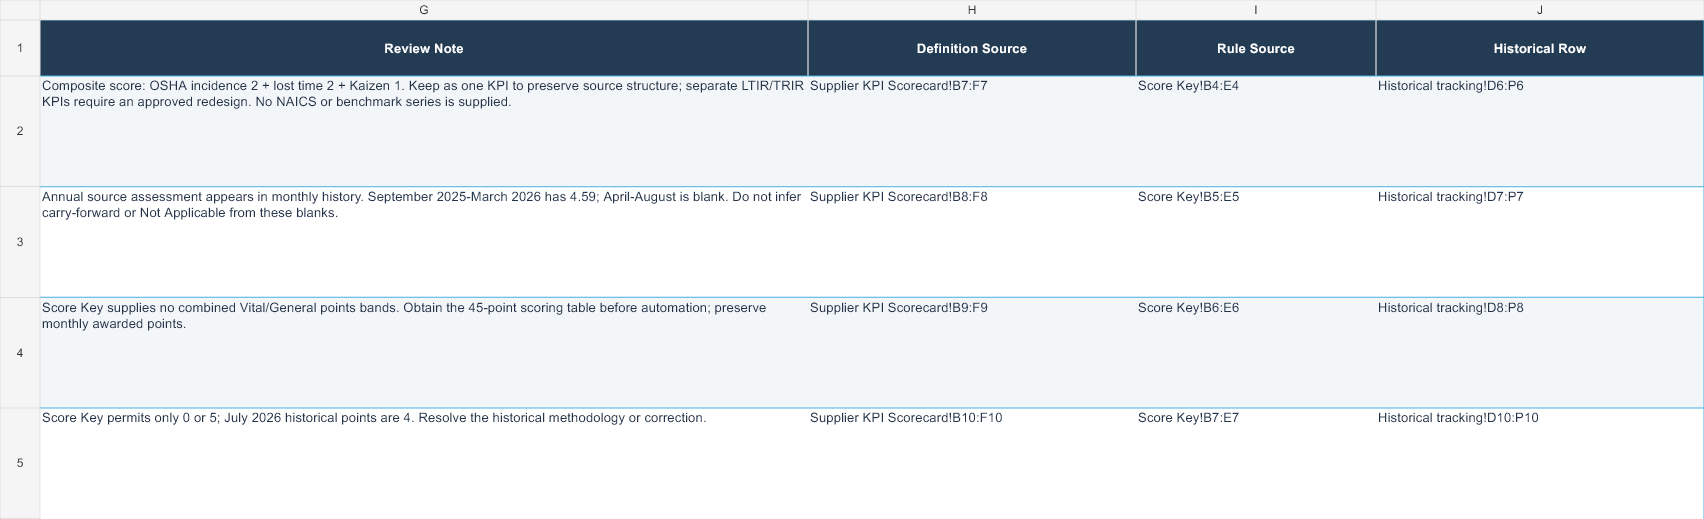 G H I J
1 Review Note Definition Source Rule Source Historical Row
Composite score: OSHA incidence 2 + lost time 2 + Kaizen 1. Keep as one KPI to preserve source structure; separate LTIR/TRIR Supplier KPI Scorecard!B7:F7 Score Key!B4:E4 Historical tracking!D6:P6
KPIs require an approved redesign. No NAICS or benchmark series is supplied.
2
Annual source assessment appears in monthly history. September 2025-March 2026 has 4.59; April-August is blank. Do not infer Supplier KPI Scorecard!B8:F8 Score Key!B5:E5 Historical tracking!D7:P7
carry-forward or Not Applicable from these blanks.
3
Score Key supplies no combined Vital/General points bands. Obtain the 45-point scoring table before automation; preserve Supplier KPI Scorecard!B9:F9 Score Key!B6:E6 Historical tracking!D8:P8
monthly awarded points.
4
Score Key permits only 0 or 5; July 2026 historical points are 4. Resolve the historical methodology or correction. Supplier KPI Scorecard!B10:F10 Score Key!B7:E7 Historical tracking!D10:P10
5